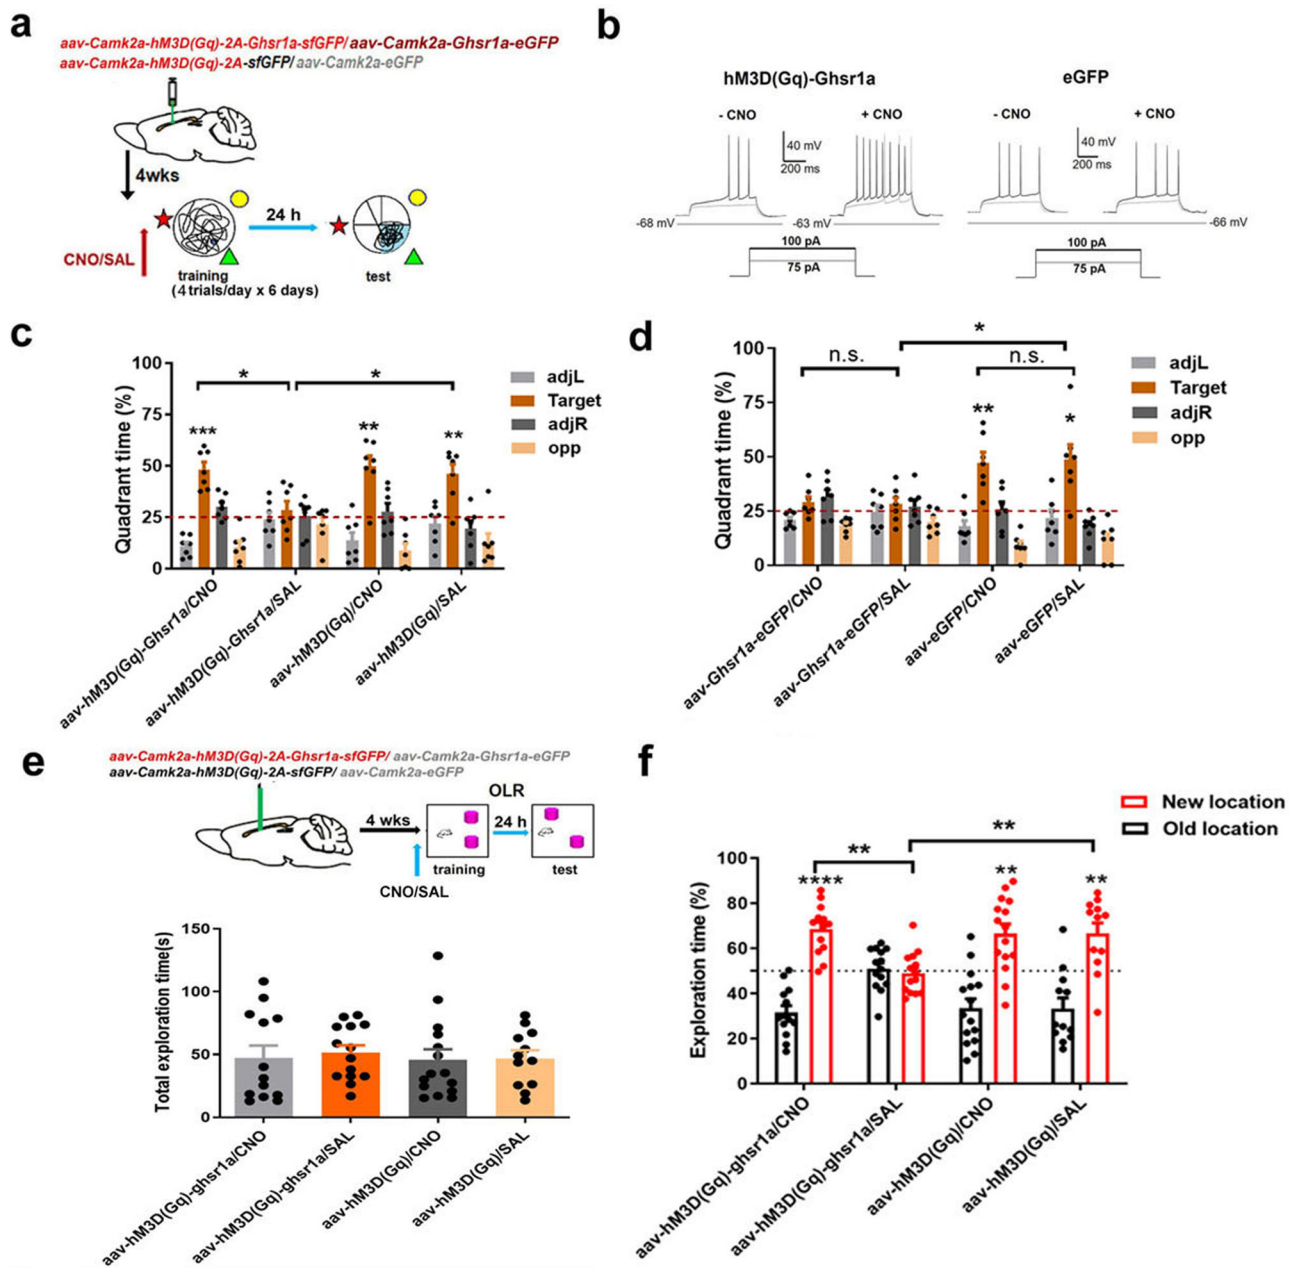 a
aav-Camk2a-hM3D(Gq)-2A-Ghsr1a-sfGFP/aav-Camk2a-Ghsr1a-eGFP
aav-Camk2a-hM3D(Gq)-2A-sfGFP/aav-Camk2a-eGFP
4wks
24 h
CNO/SAL
training
(4 trials/day x 6 days)
test
b
hM3D(Gq)-Ghsr1a
eGFP
- CNO
+ CNO
- CNO
+ CNO
40 mV
200 ms
40 mV
200 ms
-68 mV
-63 mV
-66 mV
100 pA
75 pA
100 pA
75 pA
c
Quadrant time (%)
100
75
50
25
0
*
*
***
**
**
adjL
Target
adjR
opp
aav-hM3D(Gq)-Ghsr1a/CNO
aav-hM3D(Gq)-Ghsr1a/SAL
aav-hM3D(Gq)/CNO
aav-hM3D(Gq)/SAL
d
Quadrant time (%)
100
75
50
25
0
n.s.
*
n.s.
**
*
adjL
Target
adjR
opp
aav-Ghsr1a-eGFP/CNO
aav-Ghsr1a-eGFP/SAL
aav-eGFP/CNO
aav-eGFP/SAL
e
aav-Camk2a-hM3D(Gq)-2A-Ghsr1a-sfGFP/ aav-Camk2a-Ghsr1a-eGFP
aav-Camk2a-hM3D(Gq)-2A-sfGFP/ aav-Camk2a-eGFP
OLR
4 wks
24 h
training
test
CNO/SAL
Total exploration time(s)
150
100
50
0
aav-hM3D(Gq)-ghsr1a/CNO
aav-hM3D(Gq)-ghsr1a/SAL
aav-hM3D(Gq)/CNO
aav-hM3D(Gq)/SAL
f
New location
Old location
Exploration time (%)
100
80
60
40
20
0
**
**
****
**
**
aav-hM3D(Gq)-ghsr1a/CNO
aav-hM3D(Gq)-ghsr1a/SAL
aav-hM3D(Gq)/CNO
aav-hM3D(Gq)/SAL